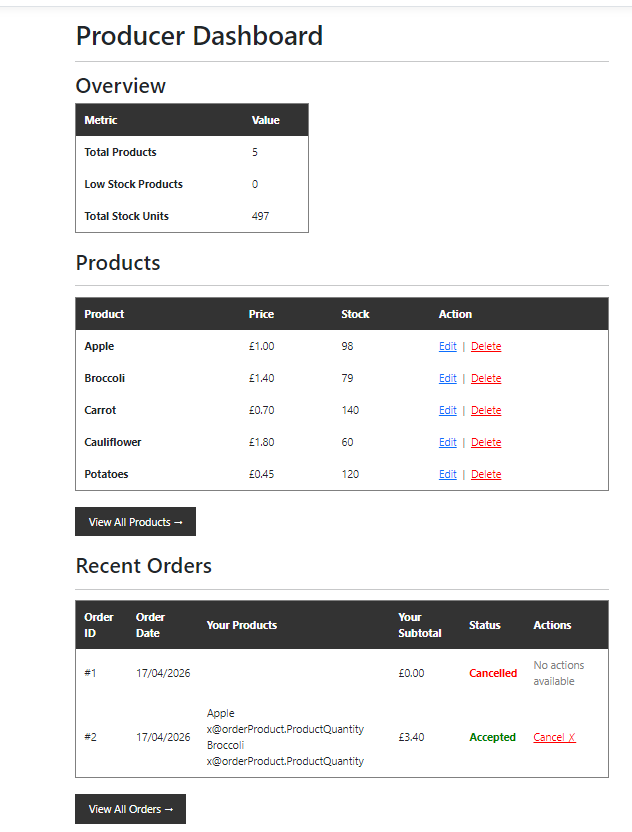 Producer Dashboard
Overview
Metric Value
Total Products 5
Low Stock Products 0
Total Stock Units 497
Products
Product Price Stock Action
Apple £1.00 98 Edit | Delete
Broccoli £1.40 79 Edit | Delete
Carrot £0.70 140 Edit | Delete
Cauliflower £1.80 60 Edit | Delete
Potatoes £0.45 120 Edit | Delete
View All Products →
Recent Orders
Order ID Order Date Your Products Your Subtotal Status Actions
#1 17/04/2026 £0.00 Cancelled No actions available
#2 17/04/2026 Apple x@orderProduct.ProductQuantity Broccoli x@orderProduct.ProductQuantity £3.40 Accepted Cancel X
View All Orders →